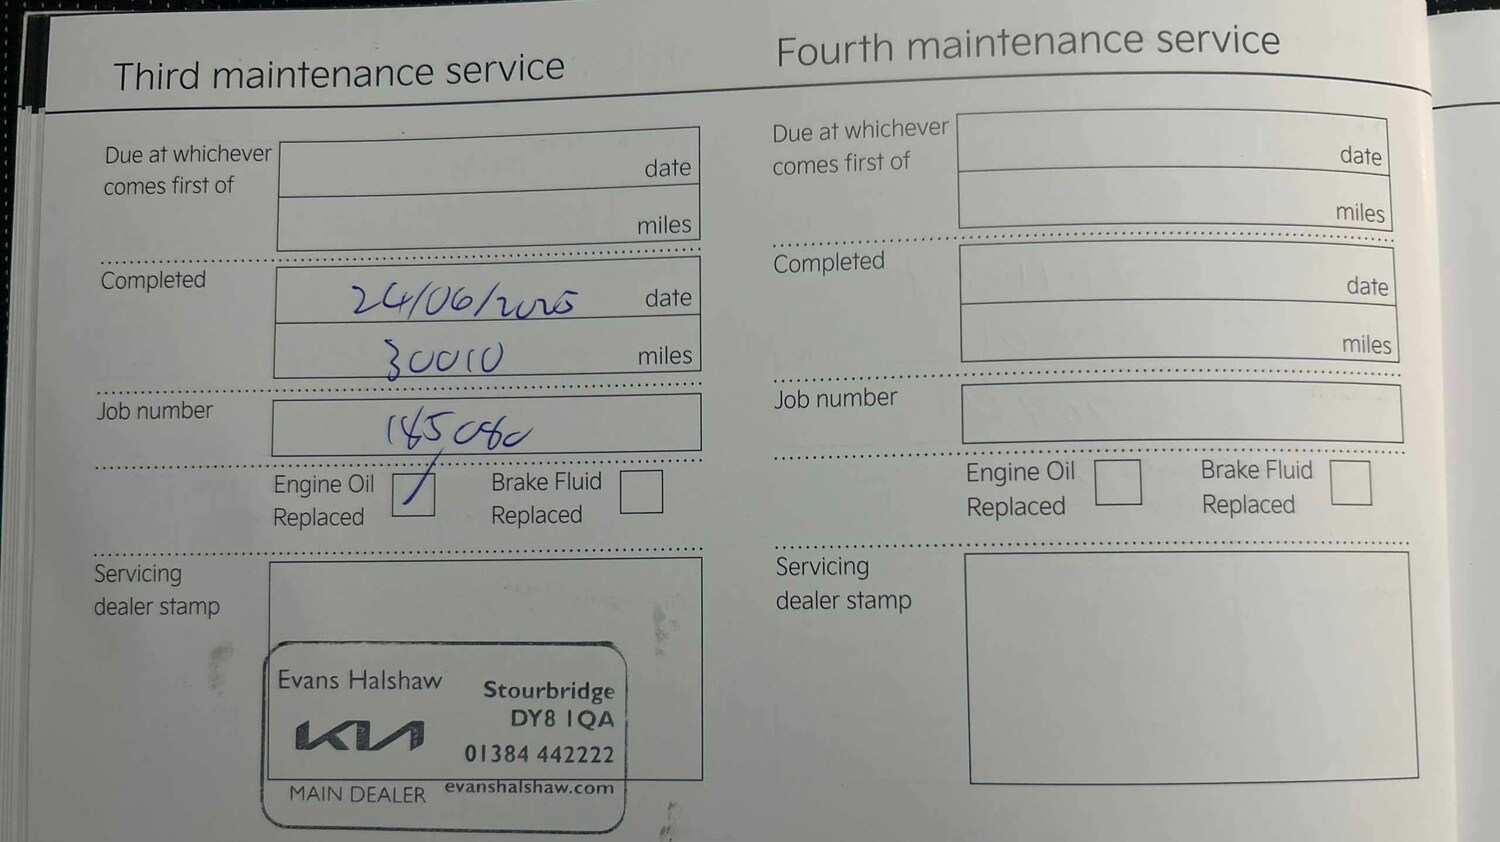 Third maintenance service
Due at whichever
comes first of
date
miles
Completed
24/06/2025 date
30010 miles
Job number
185080
Engine Oil
Replaced
Brake Fluid
Replaced
Servicing
dealer stamp
Evans Halshaw
KIA
MAIN DEALER
Stourbridge
DY8 1QA
01384 442222
evanshalshaw.com
Fourth maintenance service
Due at whichever
comes first of
date
miles
Completed
date
miles
Job number
Engine Oil
Replaced
Brake Fluid
Replaced
Servicing
dealer stamp